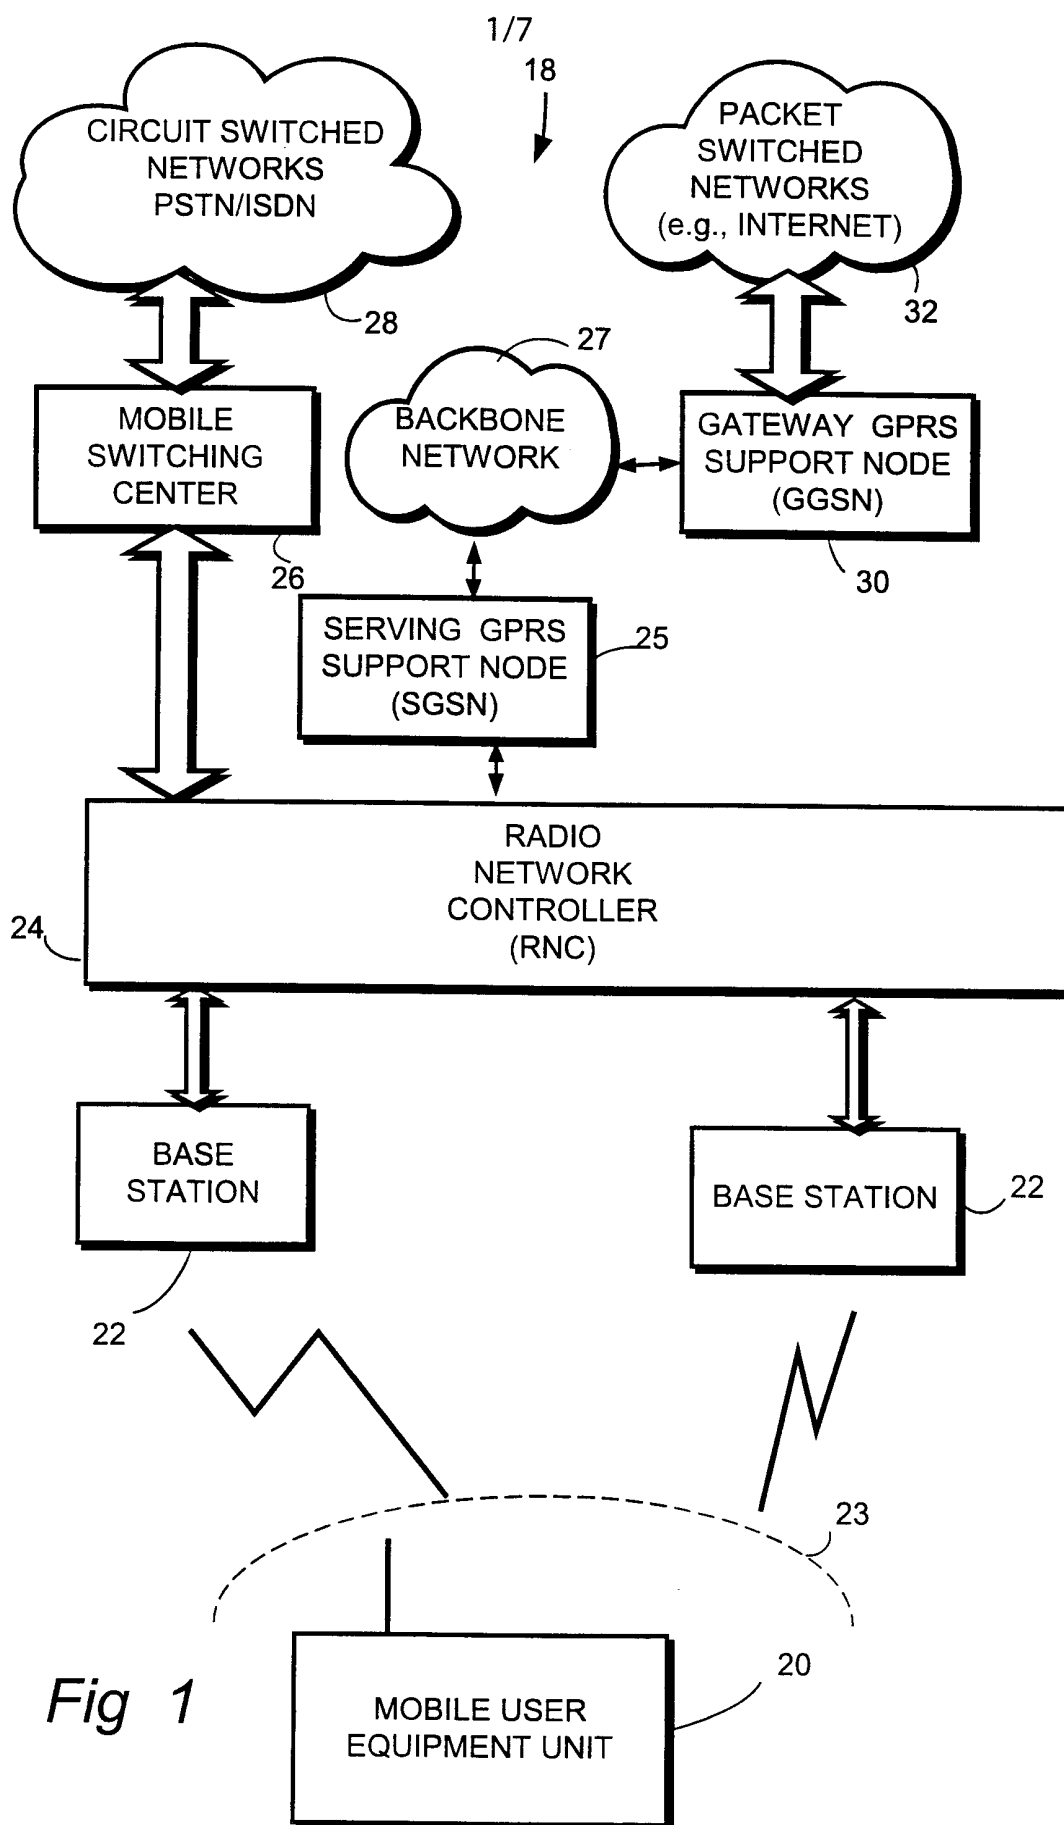 1/7
18
CIRCUIT SWITCHED
NETWORKS
PSTN/ISDN
28
PACKET
SWITCHED
NETWORKS
(e.g., INTERNET)
32
27
BACKBONE
NETWORK
MOBILE
SWITCHING
CENTER
26
GATEWAY GPRS
SUPPORT NODE
(GGSN)
30
SERVING GPRS
SUPPORT NODE
(SGSN)
25
RADIO
NETWORK
CONTROLLER
(RNC)
24
BASE
STATION
22
BASE STATION
22
23
20
MOBILE USER
EQUIPMENT UNIT
Fig 1